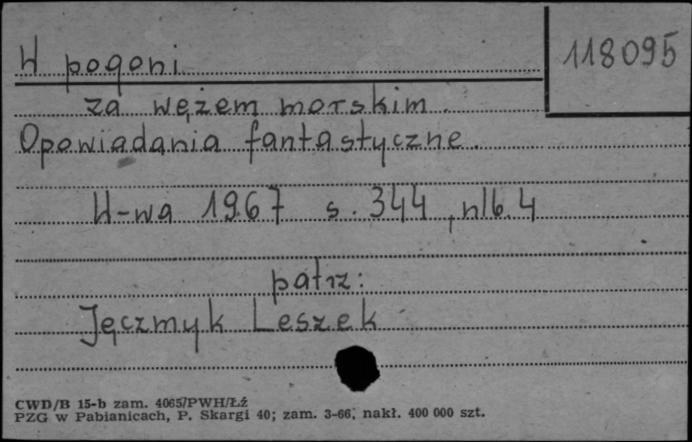 W pogoni
118095
za wężem morskim.
Opowiadania fantastyczne.
W-wa 1967 s. 344, nlb. 4
patrz:
Jęczmyk Leszek
CWD/B 15-b zam. 4065/PWH/Łź
PZG w Pabianicach, P. Skargi 40; zam. 3-66, nakł. 400 000 szt.